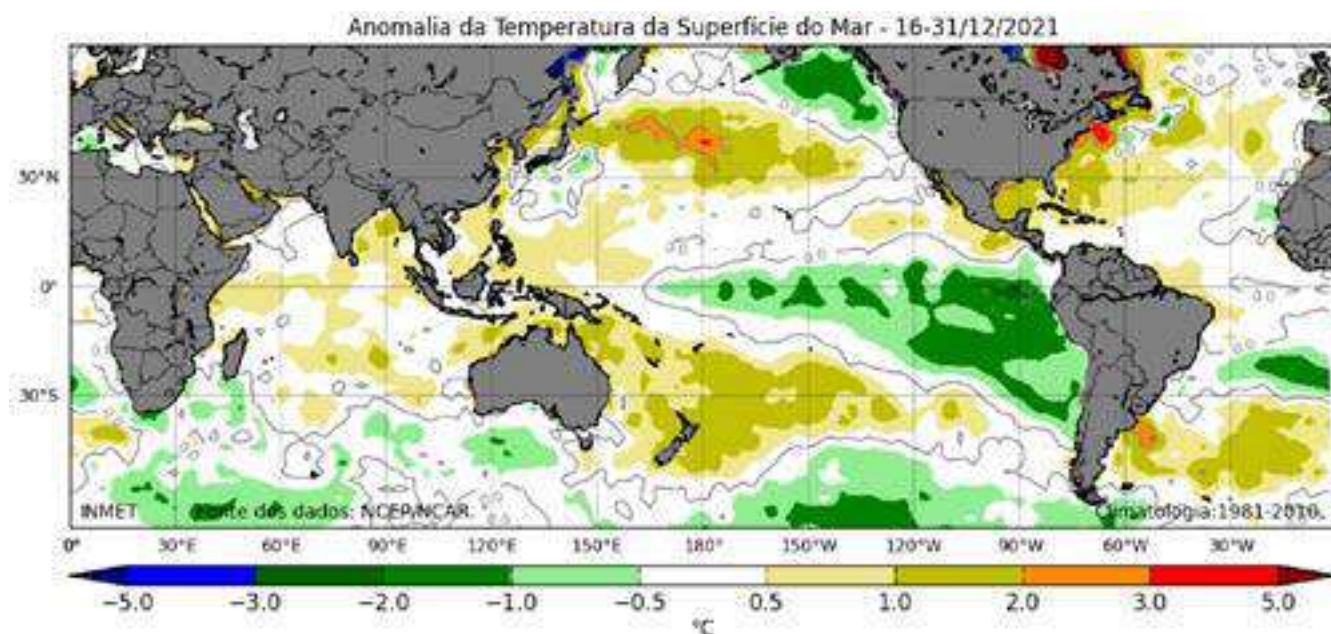 Anomalia da Temperatura da Superfície do Mar - 16-31/12/2021
30°N
0°
30°S
INMET Fonte dos dados: NCEP/NCAR Climatologia:1981-2010
0° 30°E 60°E 90°E 120°E 150°E 180° 150°W 120°W 90°W 60°W 30°W
−5.0 −3.0 −2.0 −1.0 −0.5 0.5 1.0 2.0 3.0 5.0
°C